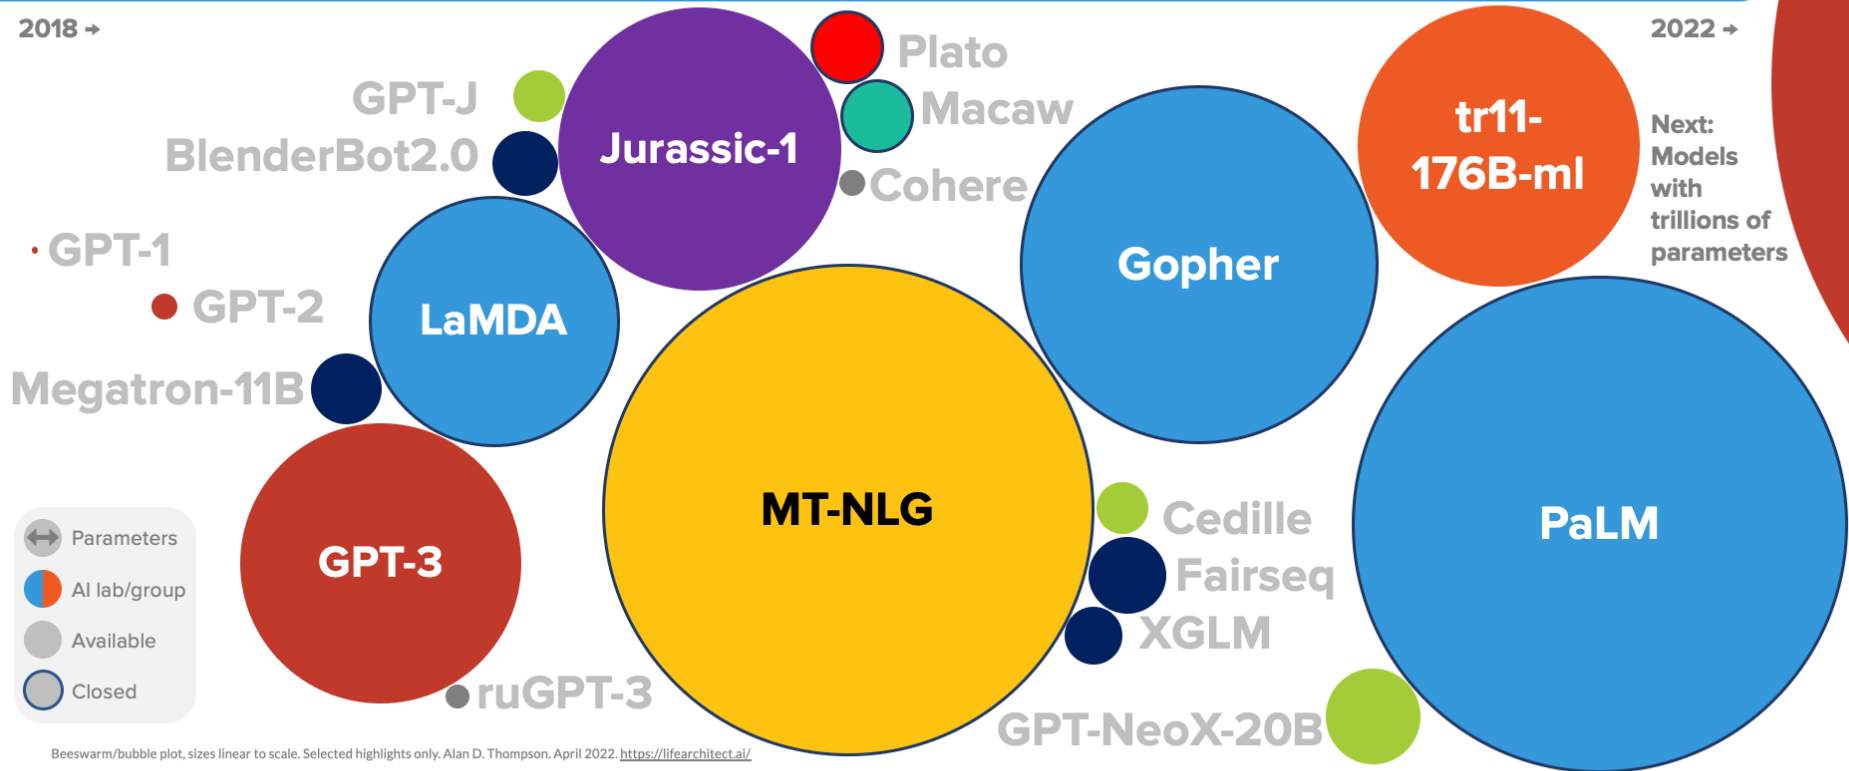 2018 →
2022 →
Plato
GPT-J
Macaw
BlenderBot2.0
Jurassic-1
Cohere
tr11-
176B-ml
Next:
Models
with
trillions of
parameters
GPT-1
GPT-2
LaMDA
Gopher
Megatron-11B
GPT-3
MT-NLG
Cedille
Fairseq
XGLM
PaLM
ruGPT-3
GPT-NeoX-20B
Parameters
AI lab/group
Available
Closed
Beeswarm/bubble plot, sizes linear to scale. Selected highlights only. Alan D. Thompson. April 2022. https://lifearchitect.ai/